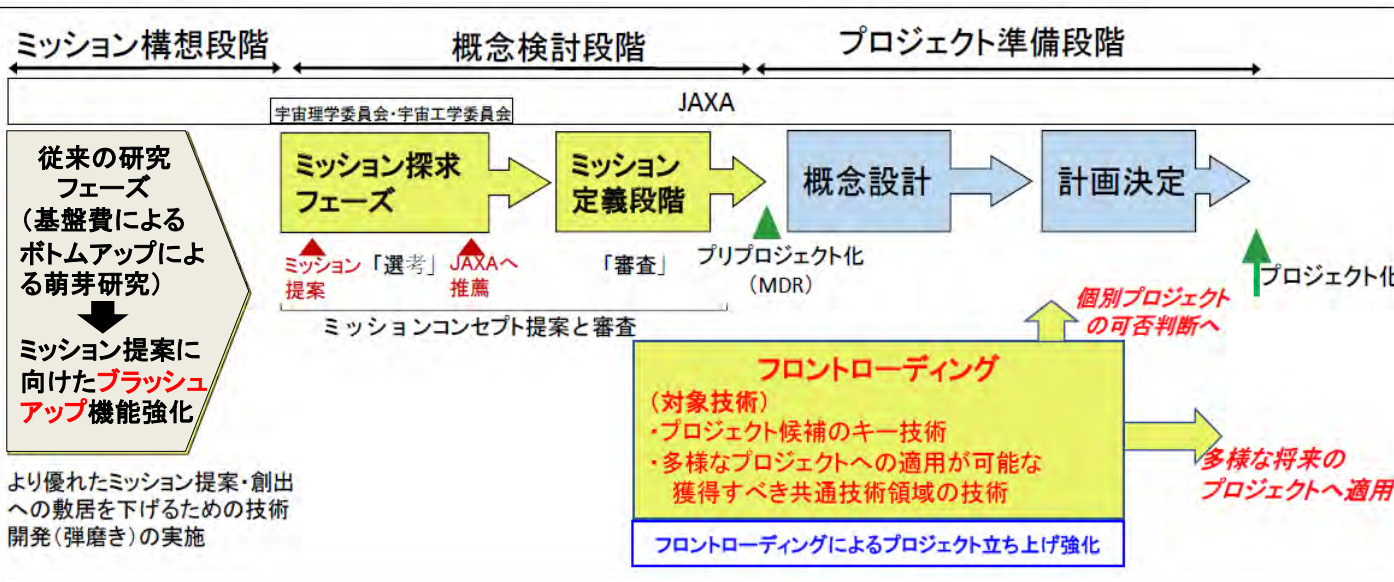 ミッション構想段階
概念検討段階
プロジェクト準備段階
JAXA
宇宙理学委員会・宇宙工学委員会
従来の研究
フェーズ
(基盤費による
ボトムアップによ
る萌芽研究)
ミッション提案に
向けたブラッシュ
アップ機能強化
より優れたミッション提案・創出
への敷居を下げるための技術
開発(弾磨き)の実施
ミッション探求
フェーズ
ミッション
定義段階
概念設計
計画決定
ミッション
提案
「選考」
JAXAへ
推薦
「審査」
プリプロジェクト化
(MDR)
プロジェクト化
ミッションコンセプト提案と審査
個別プロジェクト
の可否判断へ
フロントローディング
(対象技術)
・プロジェクト候補のキー技術
・多様なプロジェクトへの適用が可能な
獲得すべき共通技術領域の技術
フロントローディングによるプロジェクト立ち上げ強化
多様な将来の
プロジェクトへ適用